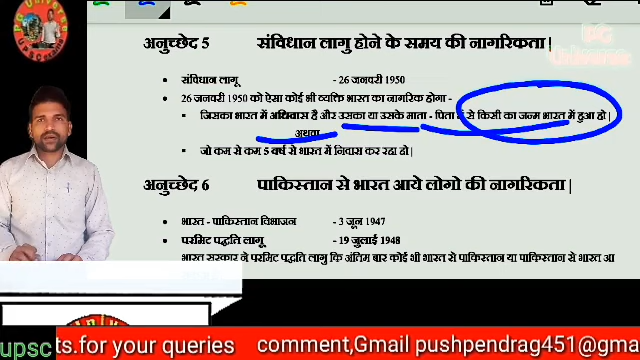 अनुच्छेद 5 संविधान लागू होने के समय की नागरिकता |
संविधान लागू - 26 जनवरी 1950
26 जनवरी 1950 को ऐसा कोई भी व्यक्ति भारत का नागरिक होगा -
जिसका भारत में अधिवास है और उसका या उसके माता - पिता में से किसी का जन्म भारत में हुआ हो |
अथवा
जो कम से कम 5 वर्ष से भारत में निवास कर रहा हो |
अनुच्छेद 6 पाकिस्तान से भारत आये लोगो की नागरिकता |
भारत - पाकिस्तान विभाजन - 3 जून 1947
परमिट पद्धति लागू - 19 जुलाई 1948
भारत सरकार ने परमिट पद्धति लागु कि अंतिम बार कोई भी भारत से पाकिस्तान या पाकिस्तान से भारत आ
upsc ts.for your queries comment,Gmail pushpendrag451@gma